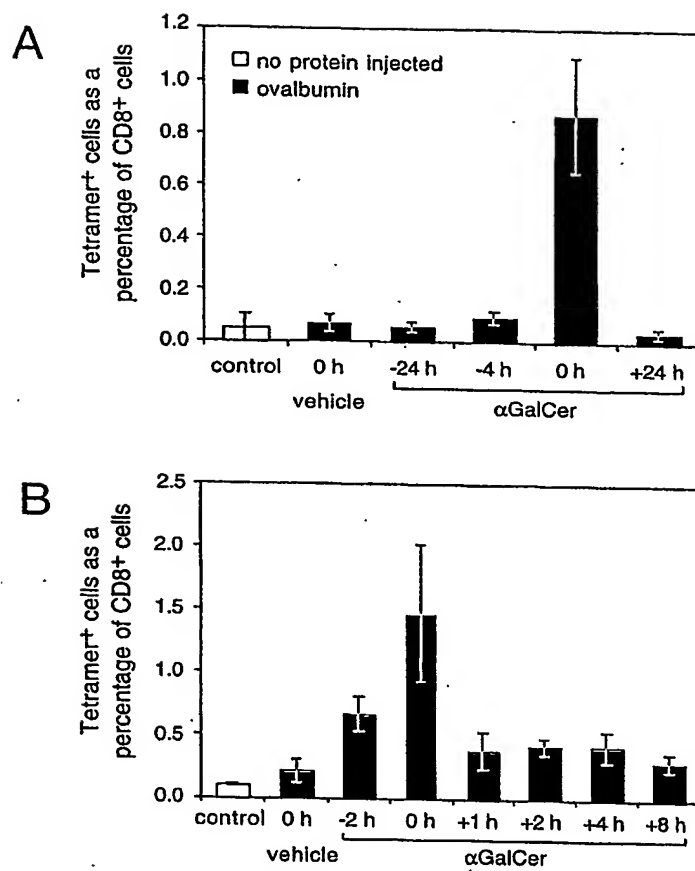 A
Tetramer+ cells as a
percentage of CD8+ cells
1.2
1.0
0.8
0.6
0.4
0.2
0.0
no protein injected
ovalbumin
control 0 h -24 h -4 h 0 h +24 h
vehicle αGalCer
B
Tetramer+ cells as a
percentage of CD8+ cells
2.5
2.0
1.5
1.0
0.5
0.0
control 0 h -2 h 0 h +1 h +2 h +4 h +8 h
vehicle αGalCer